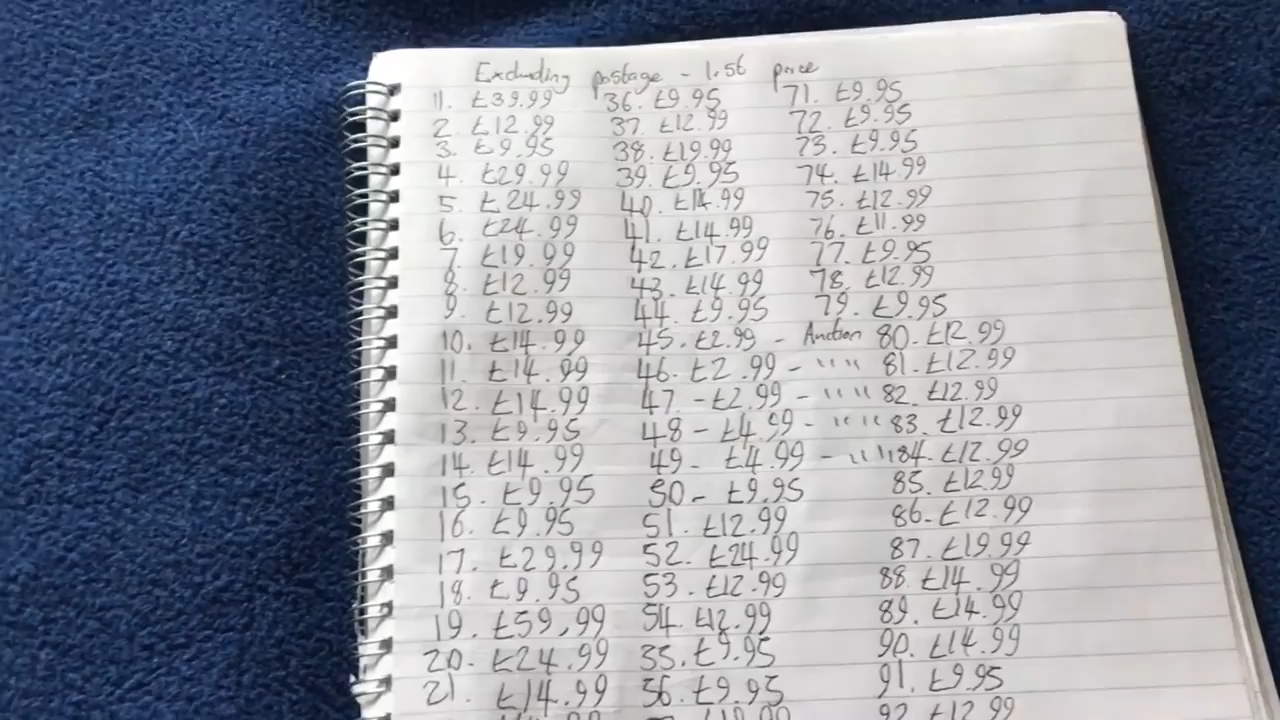 Excluding postage - list price
11. £39.99 36. £9.95 71. £9.95
2. £12.99 37. £12.99 72. £9.95
3. £9.95 38. £19.99 73. £9.95
4. £29.99 39. £9.95 74. £14.99
5. £24.99 40. £14.99 75. £12.99
6. £24.99 41. £14.99 76. £11.99
7. £19.99 42. £17.99 77. £9.95
8. £12.99 43. £14.99 78. £12.99
9. £12.99 44. £9.95 79. £9.95
10. £14.99 45. £2.99 - Auction 80. £12.99
11. £14.99 46. £2.99 - " " 81. £12.99
12. £14.99 47. - £2.99 - " " 82. £12.99
13. £9.95 48 - £4.99 - " " 83. £12.99
14. £14.99 49 - £4.99 - " " 84. £12.99
15. £9.95 50 - £9.95 85. £12.99
16. £9.95 51. £12.99 86. £12.99
17. £29.99 52. £24.99 87. £19.99
18. £9.95 53. £12.99 88. £14.99
19. £59,99 54. £12.99 89. £14.99
20. £24.99 55. £9.95 90. £14.99
21. £14.99 56. £9.95 91. £9.95
92 £12.99